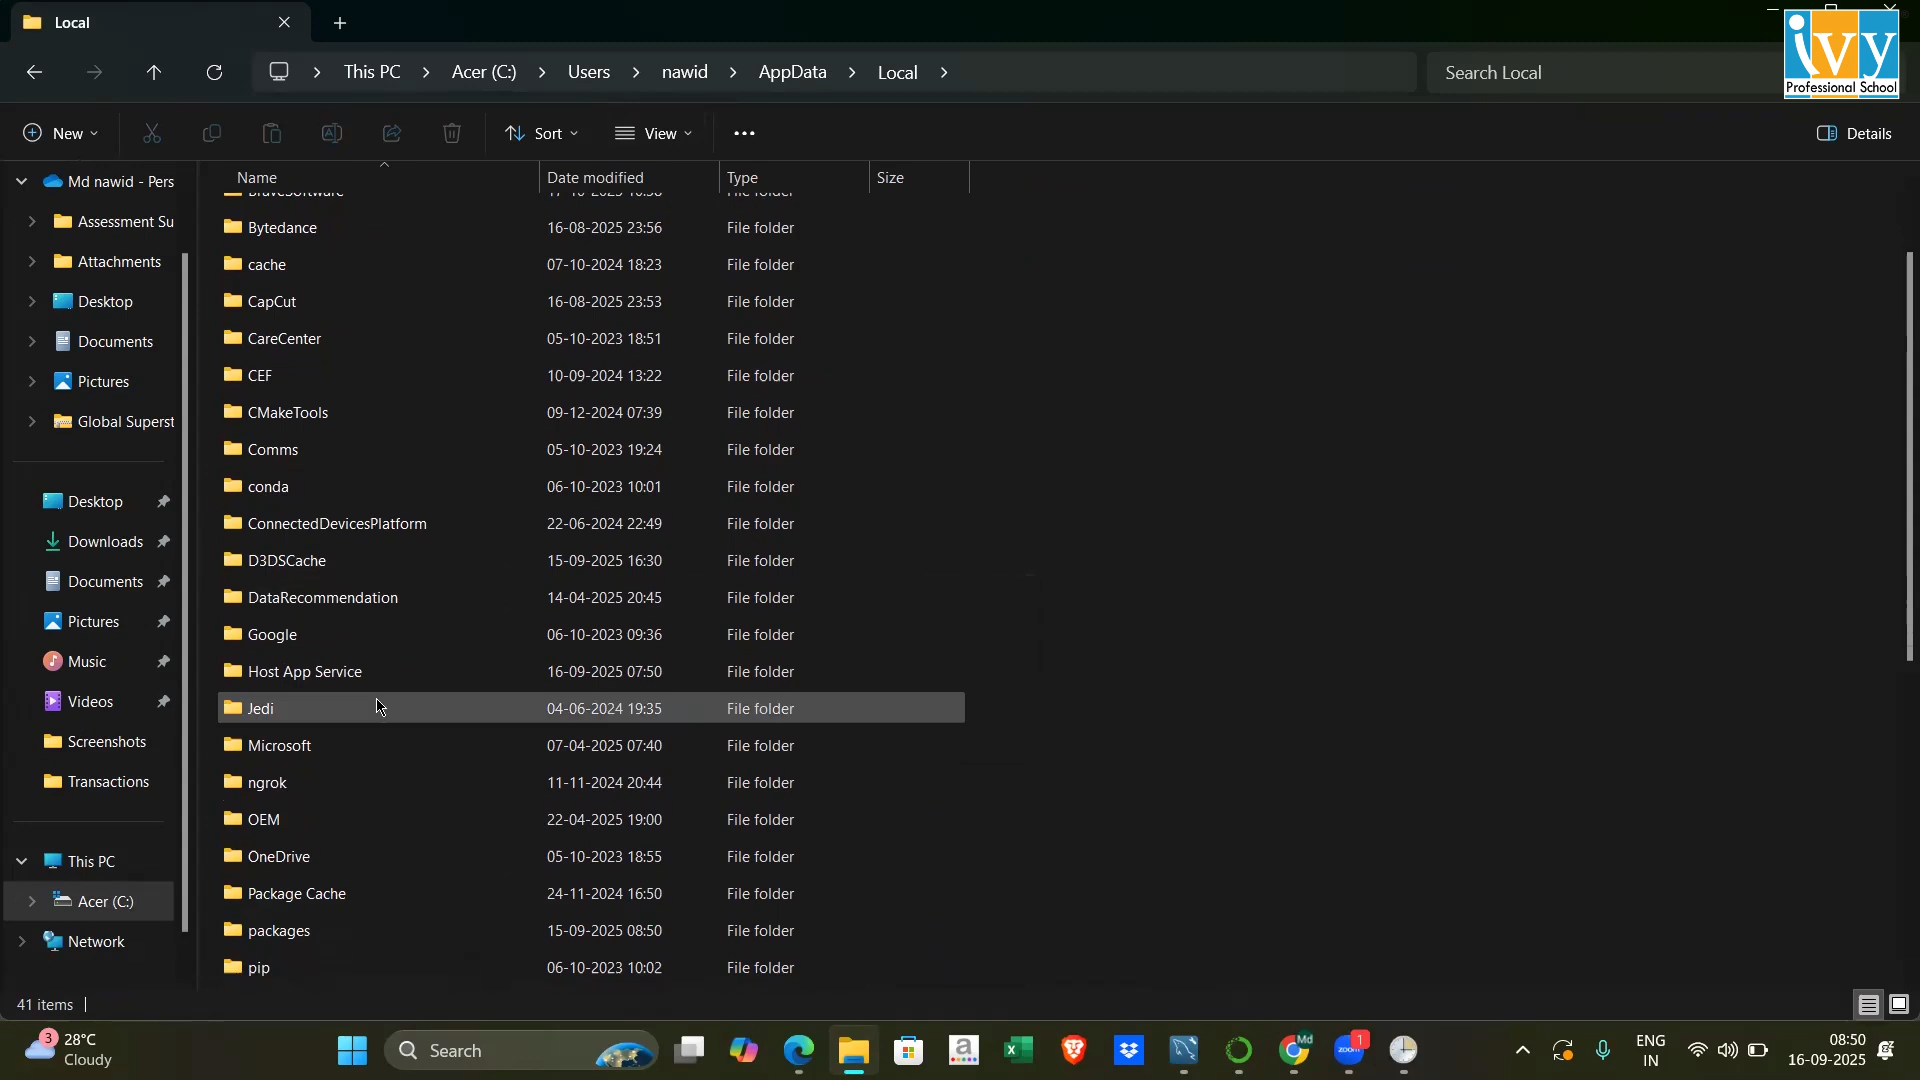 Local
This PC
Acer (C:)
Users
nawid
AppData
Local
Search Local
ivy
Professional School
New
Sort
View
Details
Name
Date modified
Type
Size
Md nawid - Pers
Assessment Su
Attachments
Desktop
Documents
Pictures
Global Superst
Desktop
Downloads
Documents
Pictures
Music
Videos
Screenshots
Transactions
This PC
Acer (C:)
Network
BraveSoftware File folder
Bytedance 16-08-2025 23:56 File folder
cache 07-10-2024 18:23 File folder
CapCut 16-08-2025 23:53 File folder
CareCenter 05-10-2023 18:51 File folder
CEF 10-09-2024 13:22 File folder
CMakeTools 09-12-2024 07:39 File folder
Comms 05-10-2023 19:24 File folder
conda 06-10-2023 10:01 File folder
ConnectedDevicesPlatform 22-06-2024 22:49 File folder
D3DSCache 15-09-2025 16:30 File folder
DataRecommendation 14-04-2025 20:45 File folder
Google 06-10-2023 09:36 File folder
Host App Service 16-09-2025 07:50 File folder
Jedi 04-06-2024 19:35 File folder
Microsoft 07-04-2025 07:40 File folder
ngrok 11-11-2024 20:44 File folder
OEM 22-04-2025 19:00 File folder
OneDrive 05-10-2023 18:55 File folder
Package Cache 24-11-2024 16:50 File folder
packages 15-09-2025 08:50 File folder
pip 06-10-2023 10:02 File folder
41 items
3
28°C
Cloudy
Search
a
Md
zoom
1
ENG
IN
08:50
16-09-2025